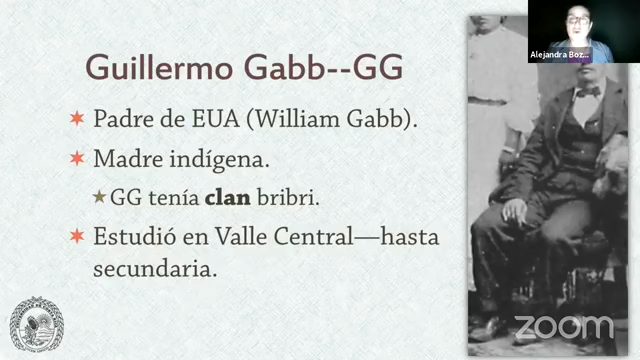 Alejandra Boz...
Guillermo Gabb--GG
Padre de EUA (William Gabb).
Madre indígena.
GG tenía clan bribri.
Estudió en Valle Central—hasta
secundaria.
zoom